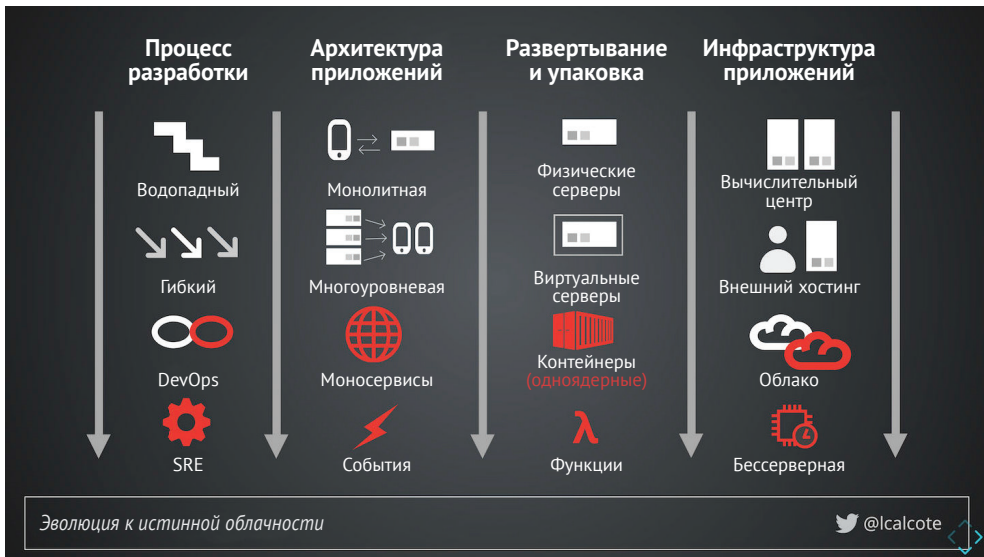 Процесс
разработки
Архитектура
приложений
Развертывание
и упаковка
Инфраструктура
приложений
Водопадный
Монолитная
Физические
серверы
Вычислительный
центр
Гибкий
Многоуровневая
Виртуальные
серверы
Внешний хостинг
DevOps
Моносервисы
Контейнеры
(одноядерные)
Облако
SRE
События
λ
Функции
Бессерверная
Эволюция к истинной облачности
@lcalcote